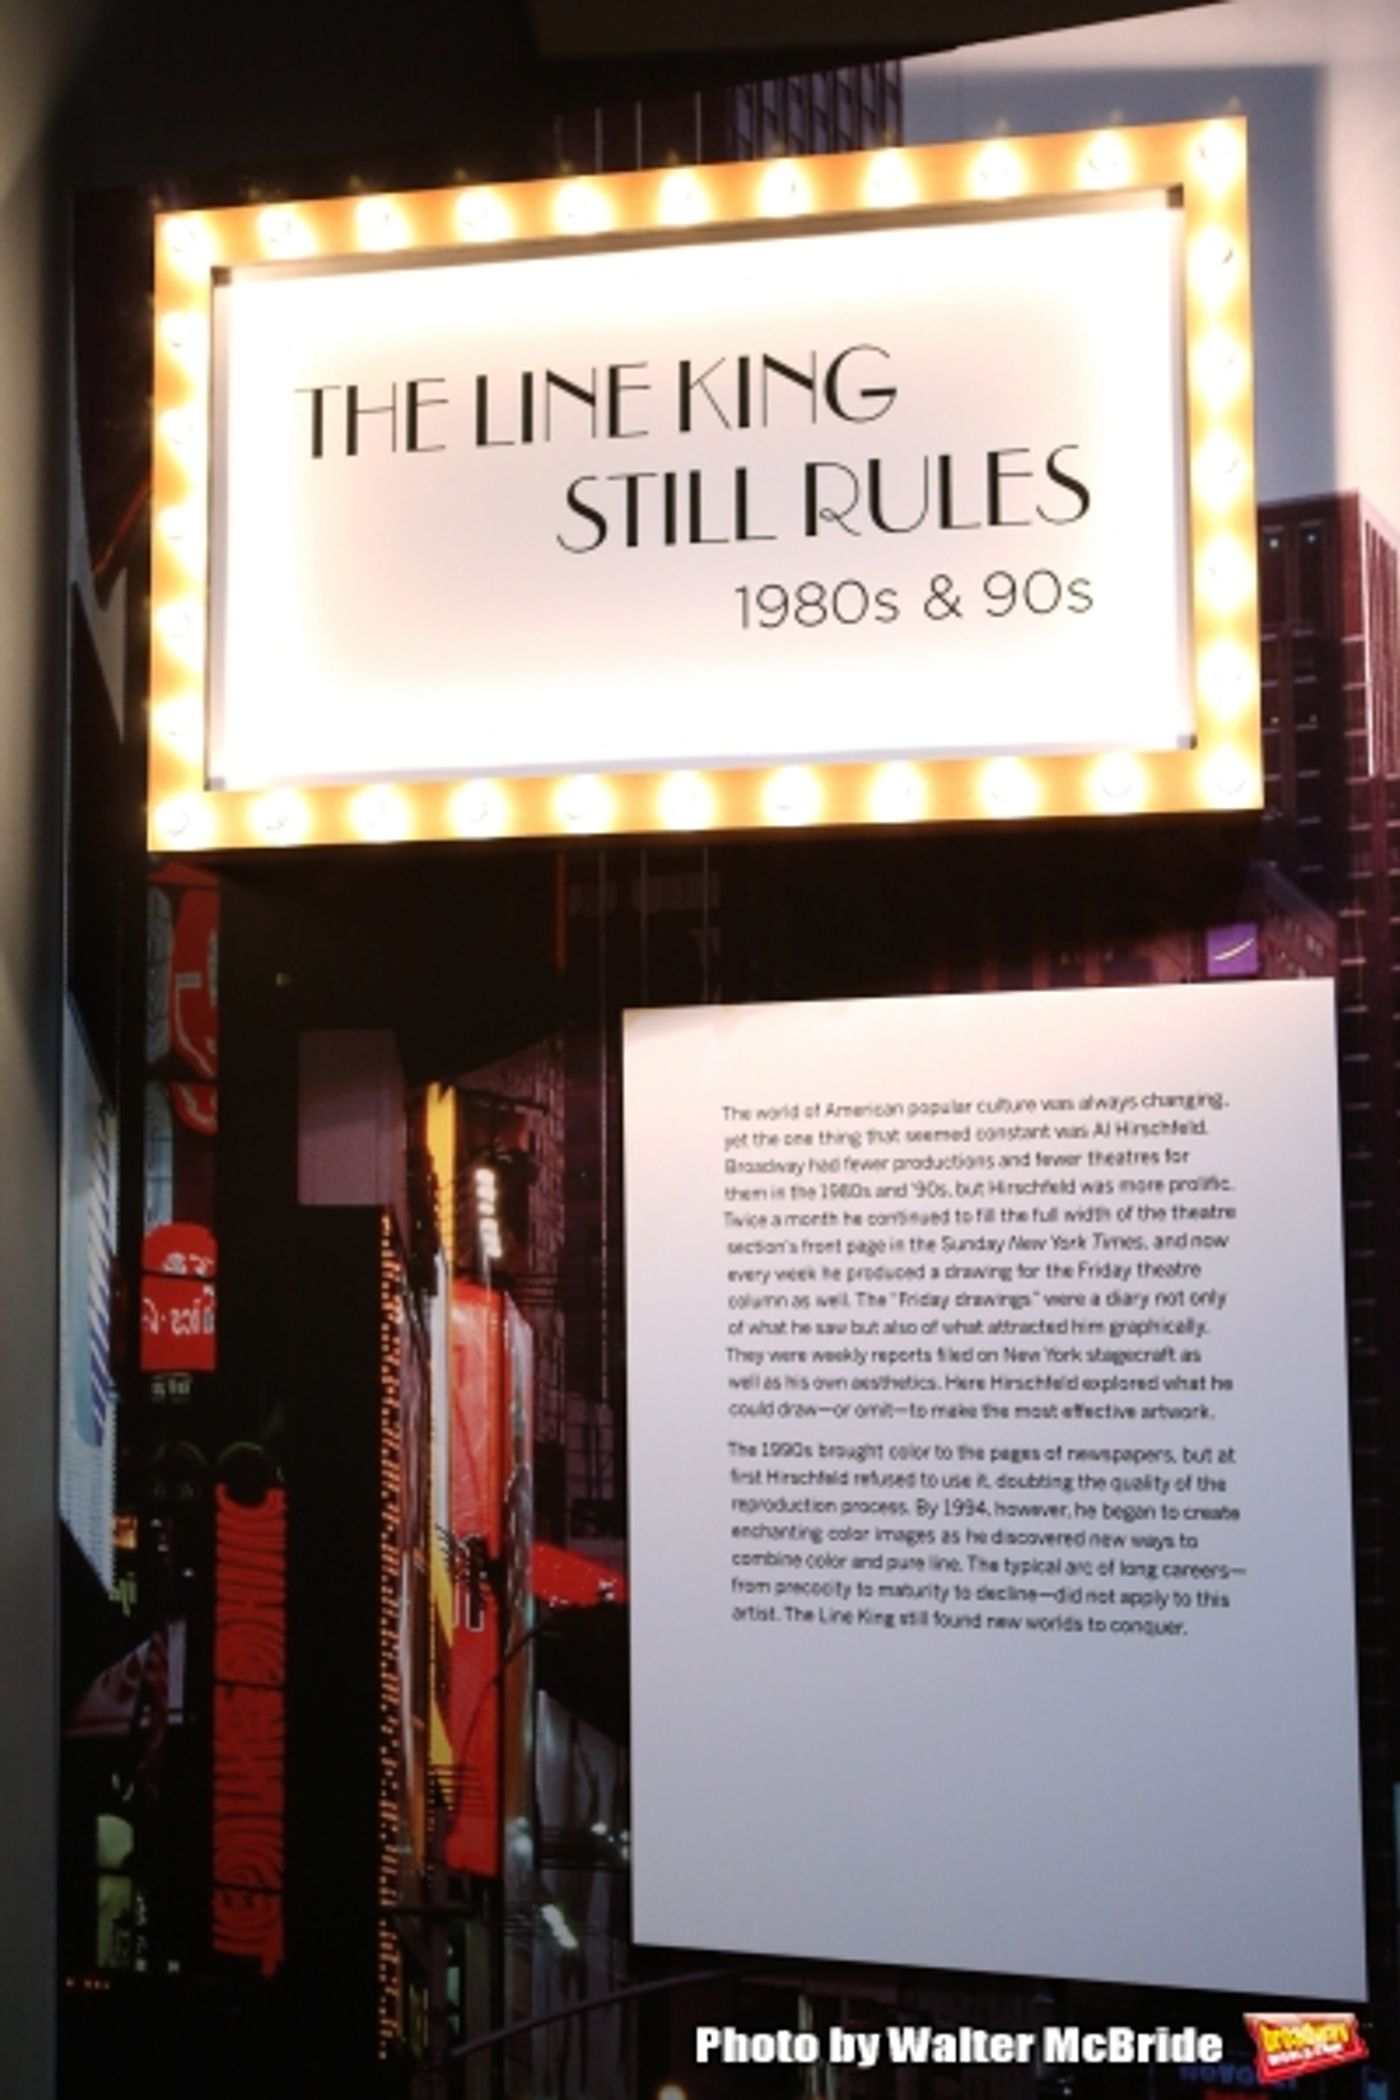 THE LINE KING
STILL RULES
1980s & 90s
The world of American popular culture was always changing,
yet the one thing that seemed constant was Al Hirschfeld.
Broadway had fewer productions and fewer theatres for
them in the 1980s and '90s, but Hirschfeld was more prolific.
Twice a month he continued to fill the full width of the theatre
section's front page in the Sunday New York Times, and now
every week he produced a drawing for the Friday theatre
column as well. The "Friday drawings" were a diary not only
of what he saw but also of what attracted him graphically.
They were weekly reports filed on New York stagecraft as
well as his own aesthetics. Here Hirschfeld explored what he
could draw—or omit—to make the most effective artwork.
The 1990s brought color to the pages of newspapers, but at
first Hirschfeld refused to use it, doubting the quality of the
reproduction process. By 1994, however, he began to create
enchanting color images as he discovered new ways to
combine color and pure line. The typical arc of long careers—
from precocity to maturity to decline—did not apply to this
artist. The Line King still found new worlds to conquer.
Photo by Walter McBride
broadway
WORLD.COM